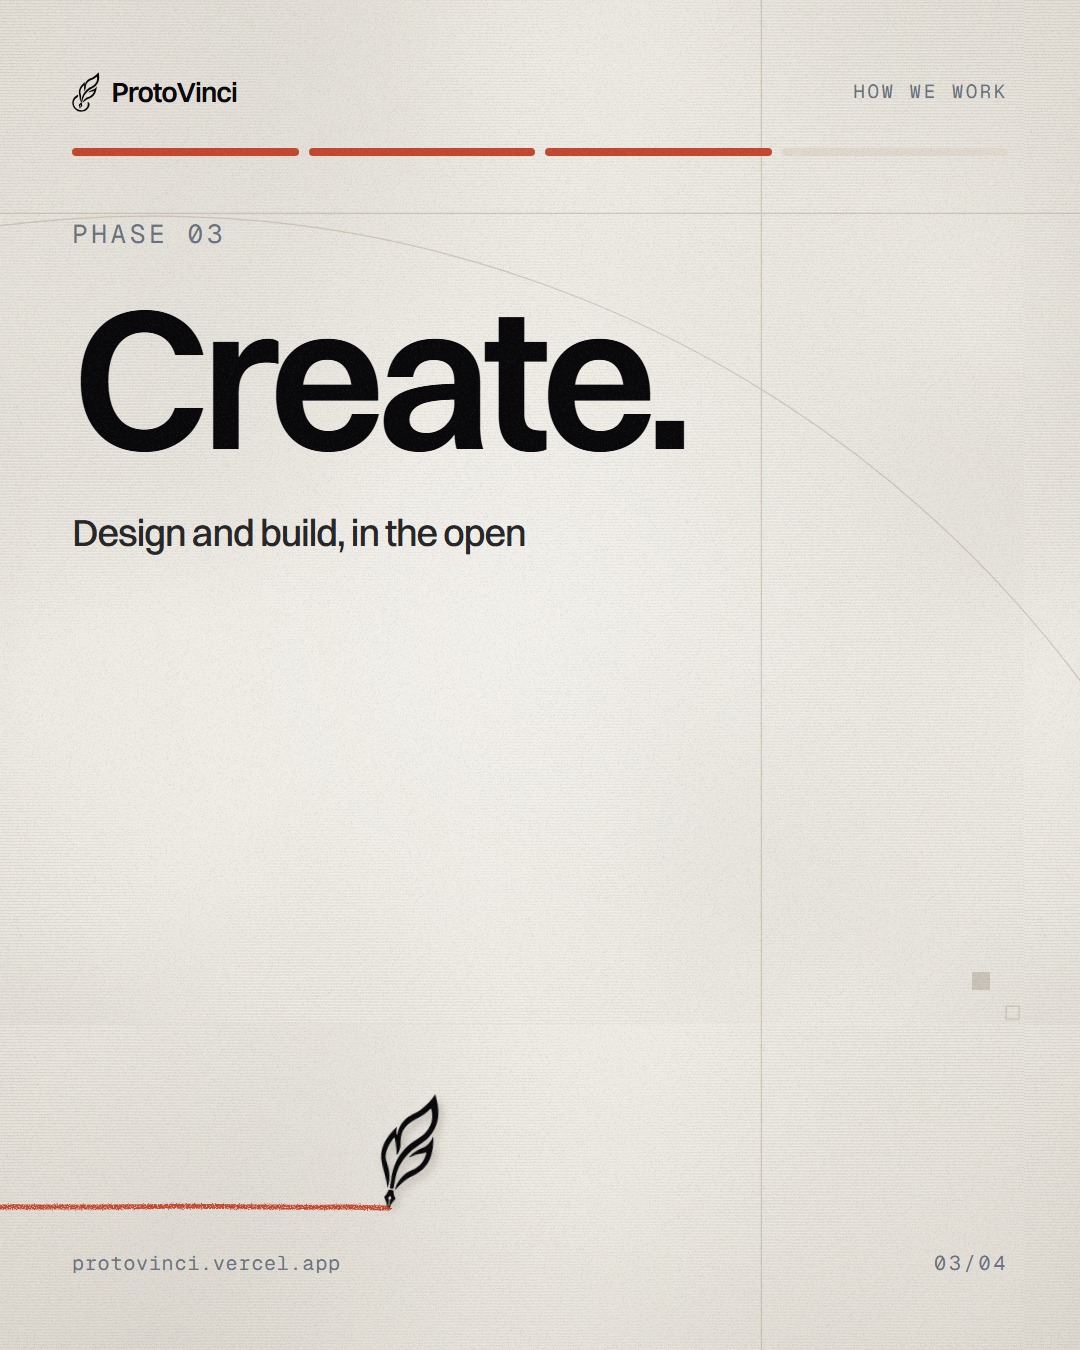 ProtoVinci
HOW WE WORK
PHASE 03
Create.
Design and build, in the open
protovinci.vercel.app
03/04